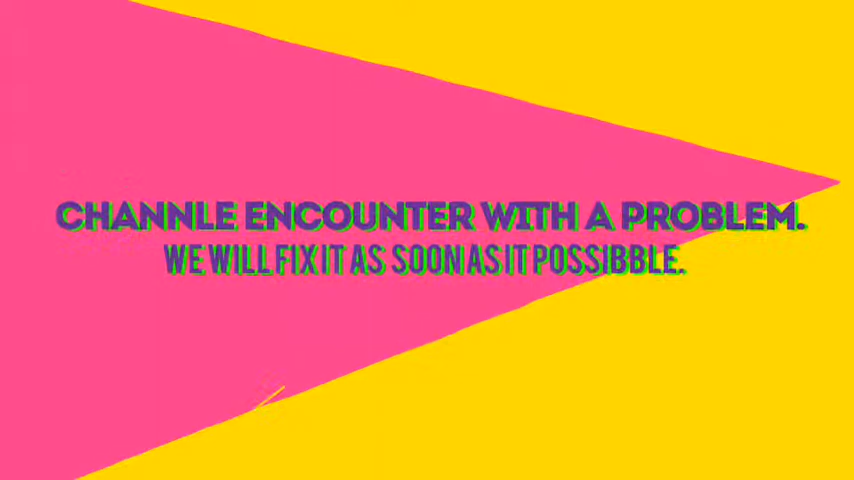 CHANNLE ENCOUNTER WITH A PROBLEM.
WE WILL FIX IT AS SOON AS IT POSSIBBLE.